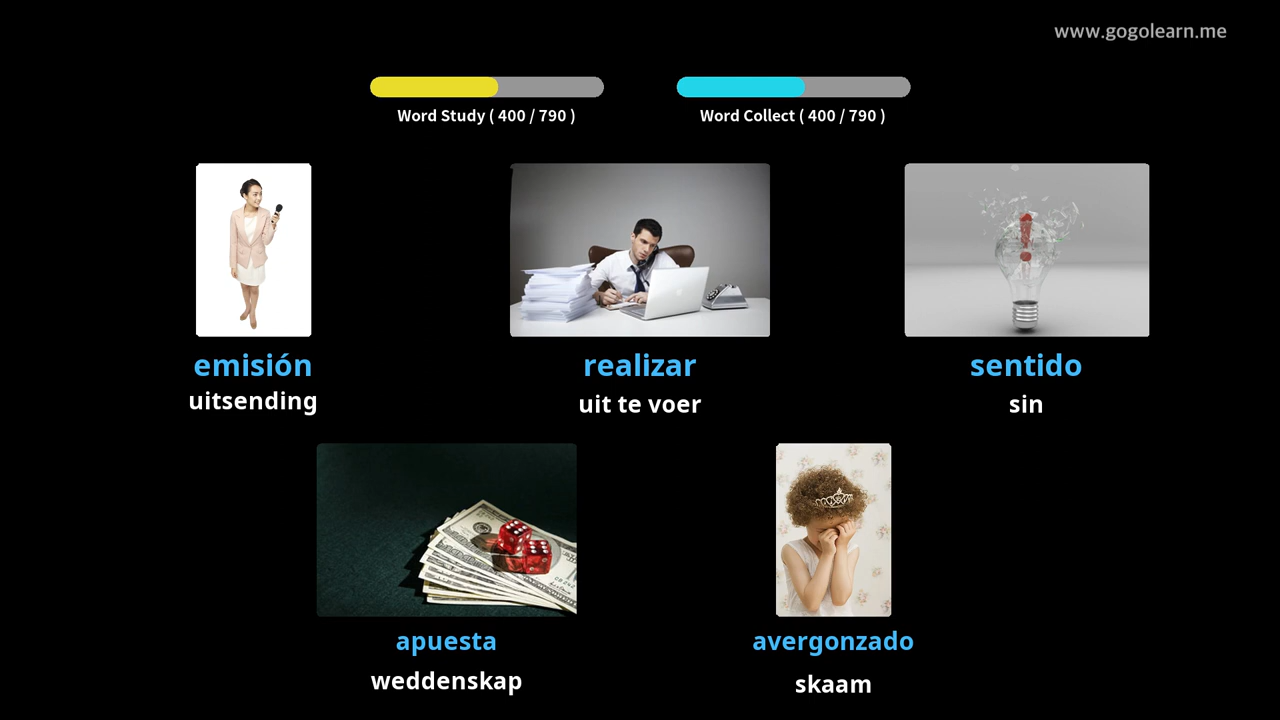 www.gogolearn.me
Word Study ( 400 / 790 )
Word Collect ( 400 / 790 )
emisión
uitsending
realizar
uit te voer
sentido
sin
apuesta
weddenskap
avergonzado
skaam